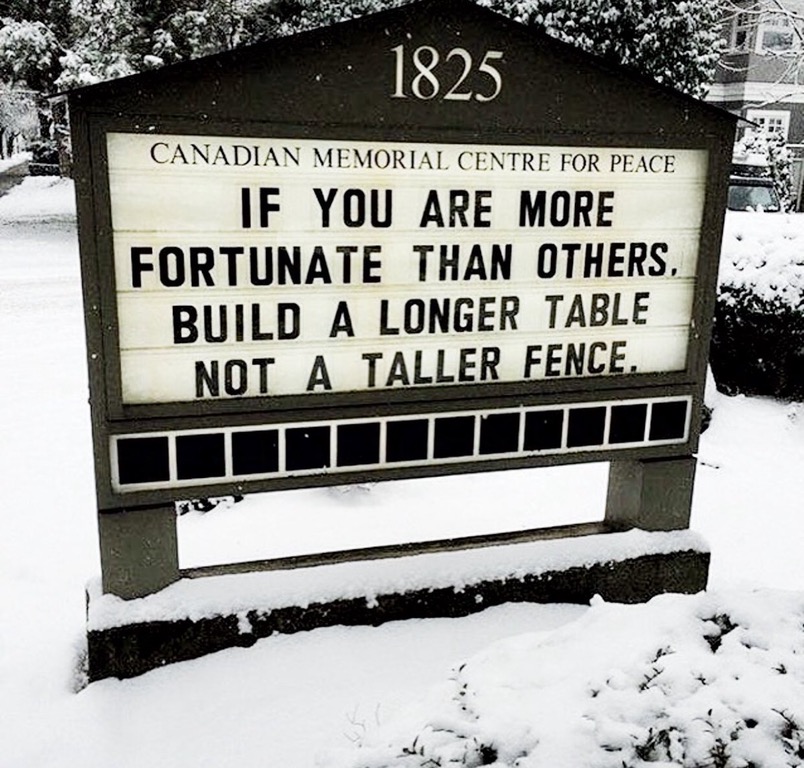 1825
CANADIAN MEMORIAL CENTRE FOR PEACE
IF YOU ARE MORE
FORTUNATE THAN OTHERS,
BUILD A LONGER TABLE
NOT A TALLER FENCE.